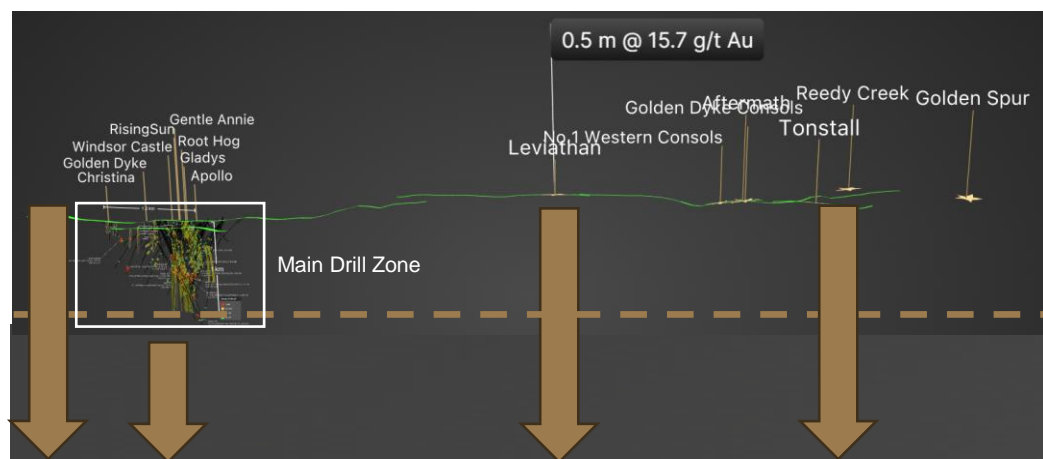 0.5 m @ 15.7 g/t Au
Reedy Creek
Golden Spur
Aftermath
Golden Dyke Consols
Gentle Annie
RisingSun
Tonstall
No.1 Western Consols
Leviathan
Root Hog
Windsor Castle
Gladys
Golden Dyke
Apollo
Christina
Main Drill Zone